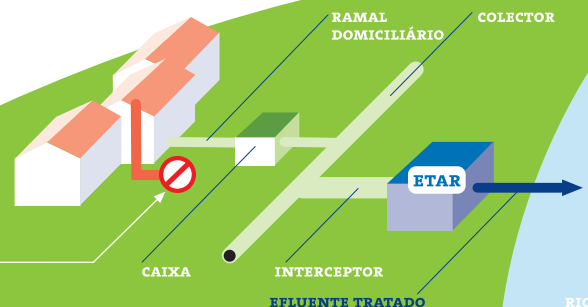 RAMAL
DOMICILIÁRIO
COLECTOR
ETAR
CAIXA
INTERCEPTOR
EFLUENTE TRATADO